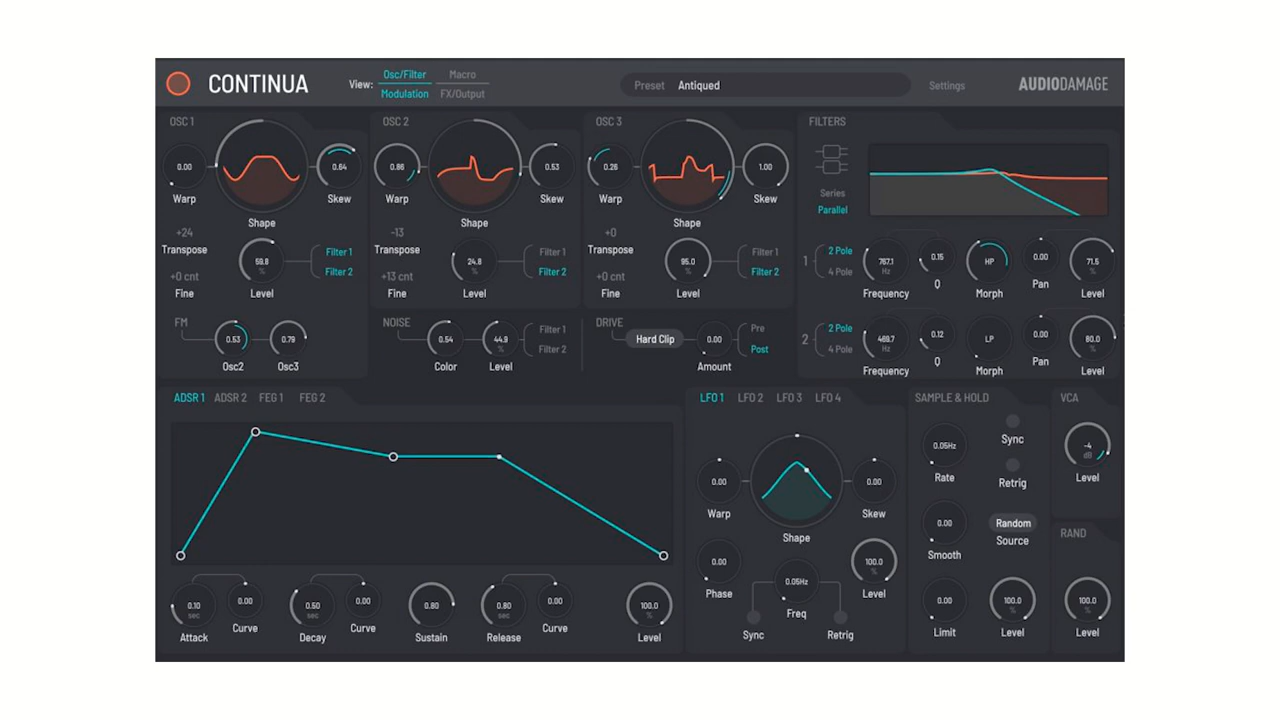 CONTINUA
View:
Osc/Filter Macro
Modulation FX/Output
Preset Antiqued
Settings
AUDIODAMAGE
OSC 1
0.00
Warp
Shape
0.64
Skew
+24
Transpose
+0 cnt
Fine
59.8
%
Level
Filter 1
Filter 2
OSC 2
0.86
Warp
Shape
0.53
Skew
-13
Transpose
+13 cnt
Fine
24.8
%
Level
Filter 1
Filter 2
OSC 3
0.26
Warp
Shape
1.00
Skew
+0
Transpose
+0 cnt
Fine
95.0
%
Level
Filter 1
Filter 2
FILTERS
Series
Parallel
1
2 Pole
4 Pole
767.1
Hz
Frequency
0.15
Q
HP
Morph
0.00
Pan
71.5
%
Level
2
2 Pole
4 Pole
469.7
Hz
Frequency
0.12
Q
LP
Morph
0.00
Pan
80.0
%
Level
FM
0.53
Osc2
0.79
Osc3
NOISE
0.54
Color
44.9
%
Level
Filter 1
Filter 2
DRIVE
Hard Clip
0.00
Amount
Pre
Post
ADSR 1 ADSR 2 FEG 1 FEG 2
0.10
sec
Attack
0.00
Curve
0.50
sec
Decay
0.00
Curve
0.80
Sustain
0.80
sec
Release
0.00
Curve
100.0
%
Level
LFO 1 LFO 2 LFO 3 LFO 4
0.00
Warp
Shape
0.00
Skew
0.00
Phase
0.05Hz
Freq
100.0
%
Level
Sync
Retrig
SAMPLE & HOLD
0.05Hz
Rate
Sync
Retrig
0.00
Smooth
Random
Source
0.00
Limit
100.0
%
Level
VCA
-4
dB
Level
RAND
100.0
%
Level